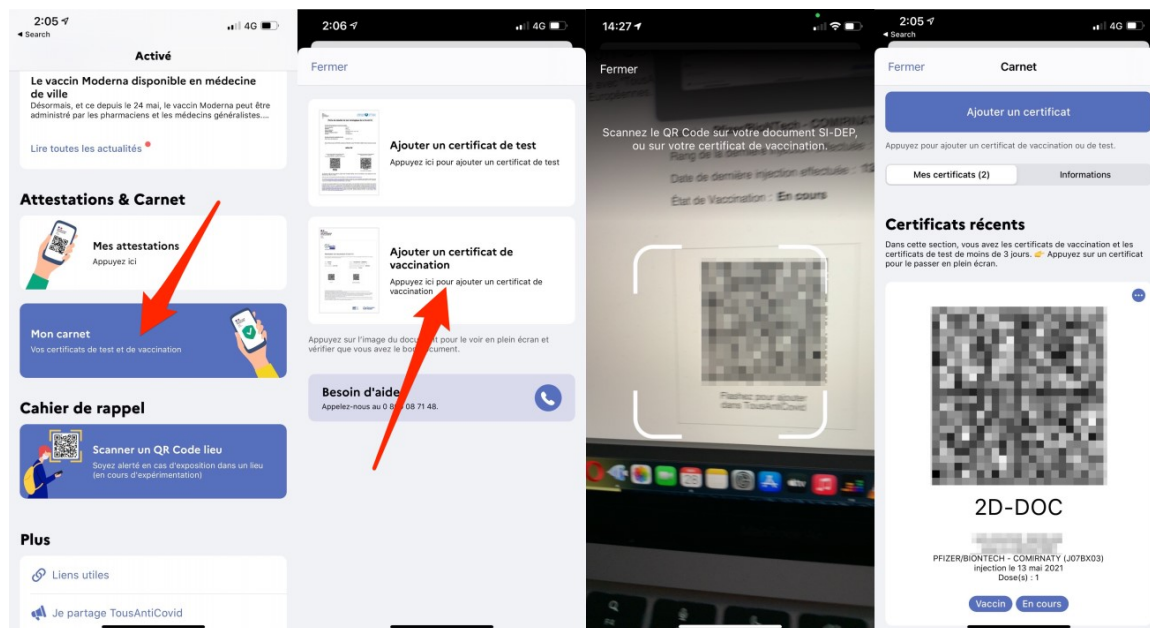 2:05
4G
Search
Activé
Le vaccin Moderna disponible en médecine
de ville
Désormais, et ce depuis le 24 mai, le vaccin Moderna peut être
administré par les pharmaciens et les médecins généralistes....
Lire toutes les actualités
Attestations & Carnet
Mes attestations
Appuyez ici
Mon carnet
Vos certificats de test et de vaccination
Cahier de rappel
Scanner un QR Code lieu
Soyez alerté en cas d'exposition dans un lieu
(en cours d'expérimentation)
Plus
Liens utiles
Je partage TousAntiCovid
2:06
4G
Fermer
Ajouter un certificat de test
Appuyez ici pour ajouter un certificat de test
Ajouter un certificat de
vaccination
Appuyez ici pour ajouter un certificat de
vaccination
Appuyez sur l'image du document pour le voir en plein écran et
vérifier que vous avez le bon document.
Besoin d'aide
Appelez-nous au 0 8 08 71 48.
14:27
Fermer
Scannez le QR Code sur votre document SI-DEP,
ou sur votre certificat de vaccination.
Rang de la dernière injection effectuée :
Date de dernière injection effectuée :
État de Vaccination : En cours
Flashez pour ajouter
dans TousAntiCovid
2:05
4G
Search
Fermer
Carnet
Ajouter un certificat
Appuyez pour ajouter un certificat de vaccination ou de test.
Mes certificats (2)
Informations
Certificats récents
Dans cette section, vous avez les certificats de vaccination et les
certificats de test de moins de 3 jours. 👉 Appuyez sur un certificat
pour le passer en plein écran.
2D-DOC
PFIZER/BIONTECH - COMIRNATY (J07BX03)
injection le 13 mai 2021
Dose(s) : 1
Vaccin
En cours